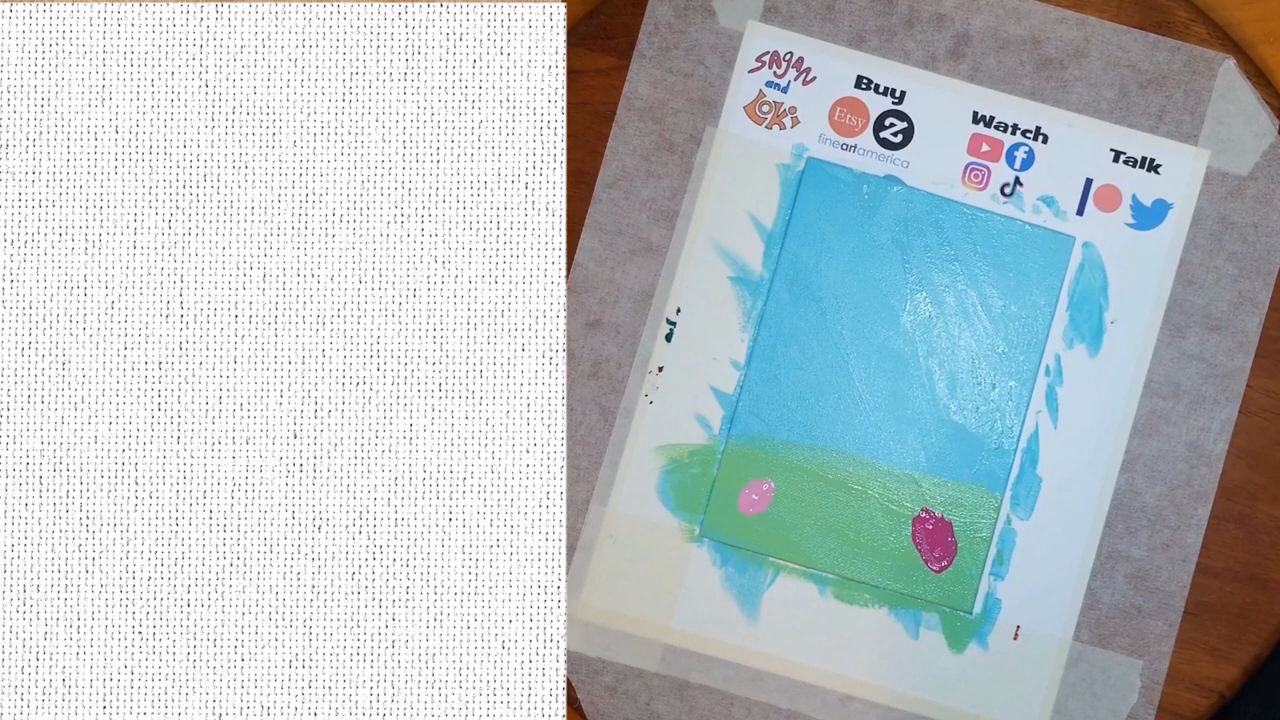 SAgAN
and
LOKi
Buy
Etsy
Z
fineartamerica
Watch
Talk